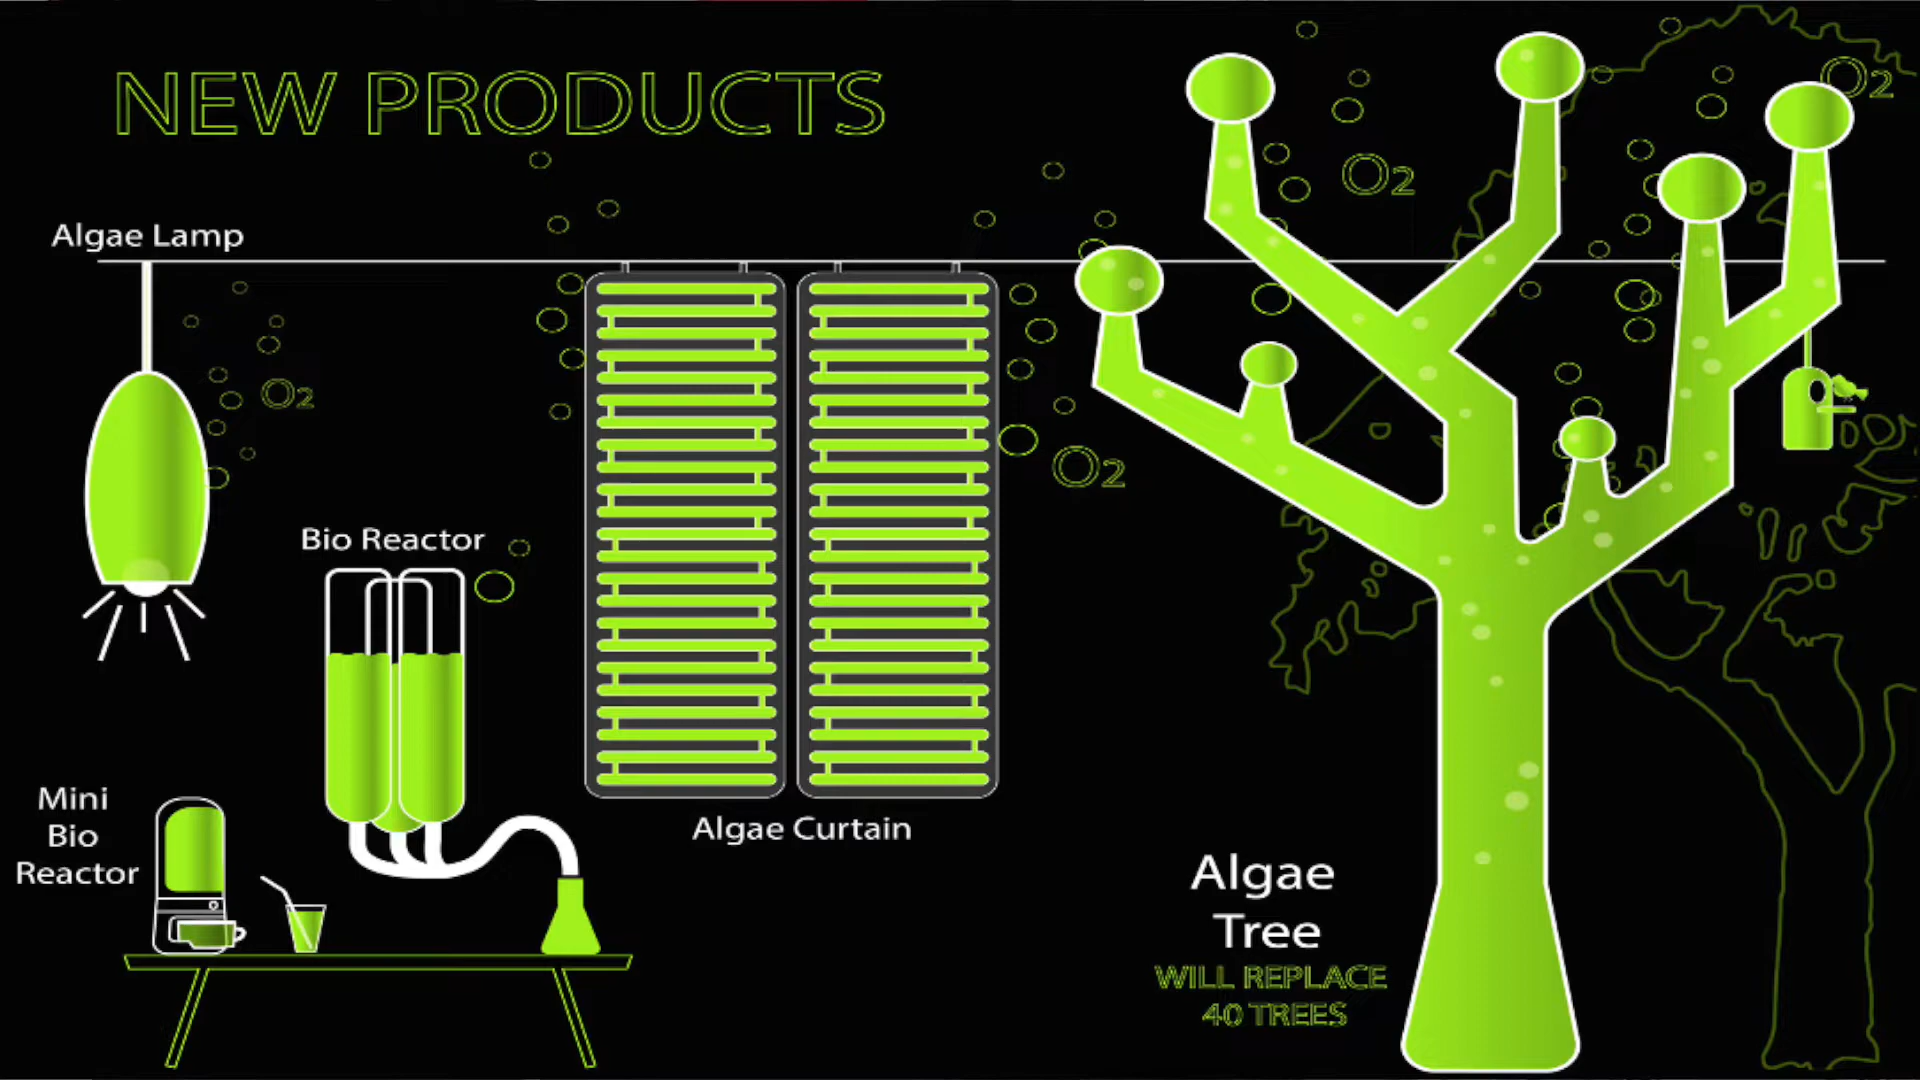 NEW PRODUCTS
Algae Lamp
O2
O2
O2
O2
Bio Reactor
Mini
Bio
Reactor
Algae Curtain
Algae
Tree
WILL REPLACE
40 TREES